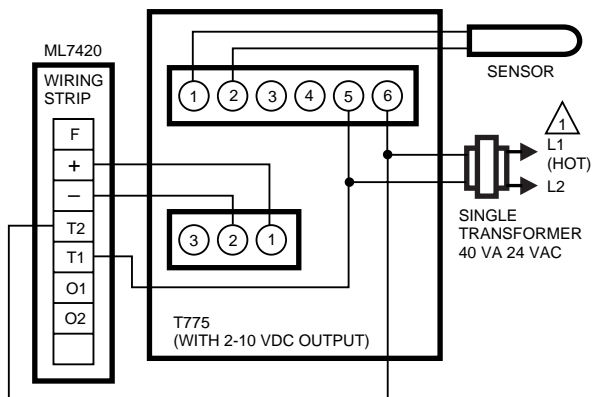 ML7420
WIRING
STRIP
F
+
–
T2
T1
O1
O2
1 2 3 4 5 6
3 2 1
T775
(WITH 2-10 VDC OUTPUT)
SENSOR
1
L1
(HOT)
L2
SINGLE
TRANSFORMER
40 VA 24 VAC